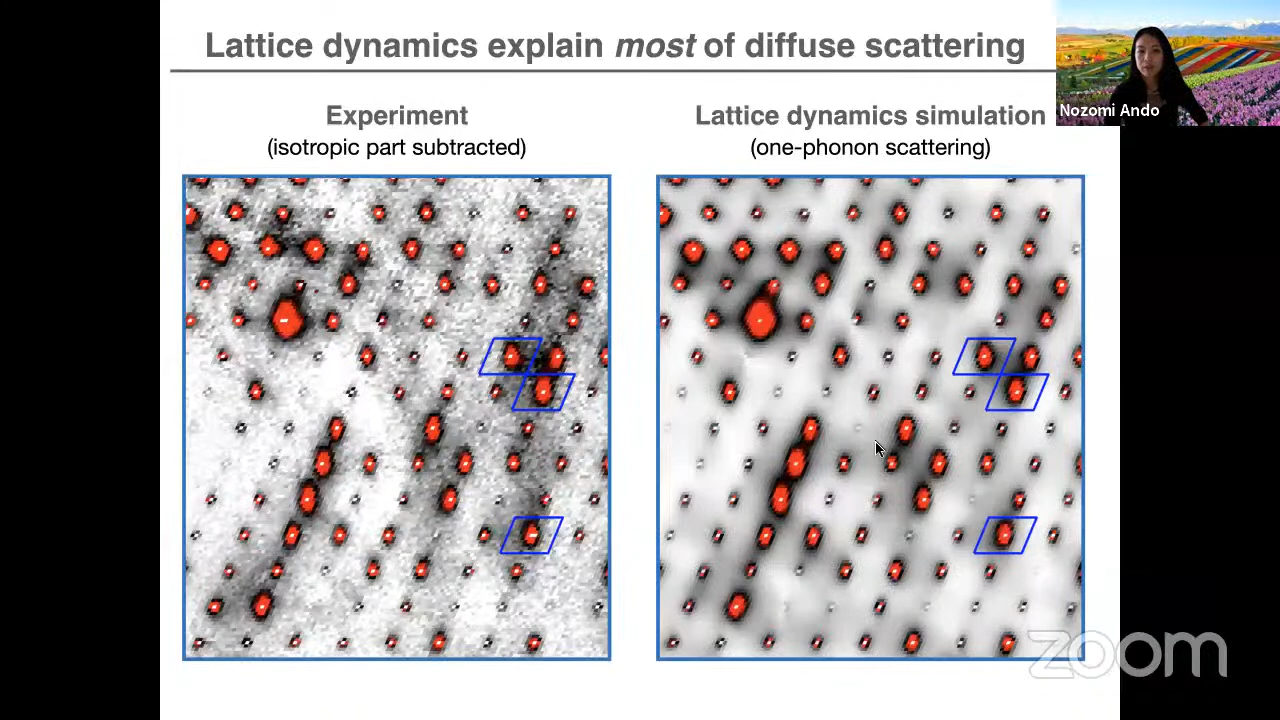 Lattice dynamics explain most of diffuse scattering
Nozomi Ando
Experiment
(isotropic part subtracted)
Lattice dynamics simulation
(one-phonon scattering)
zoom